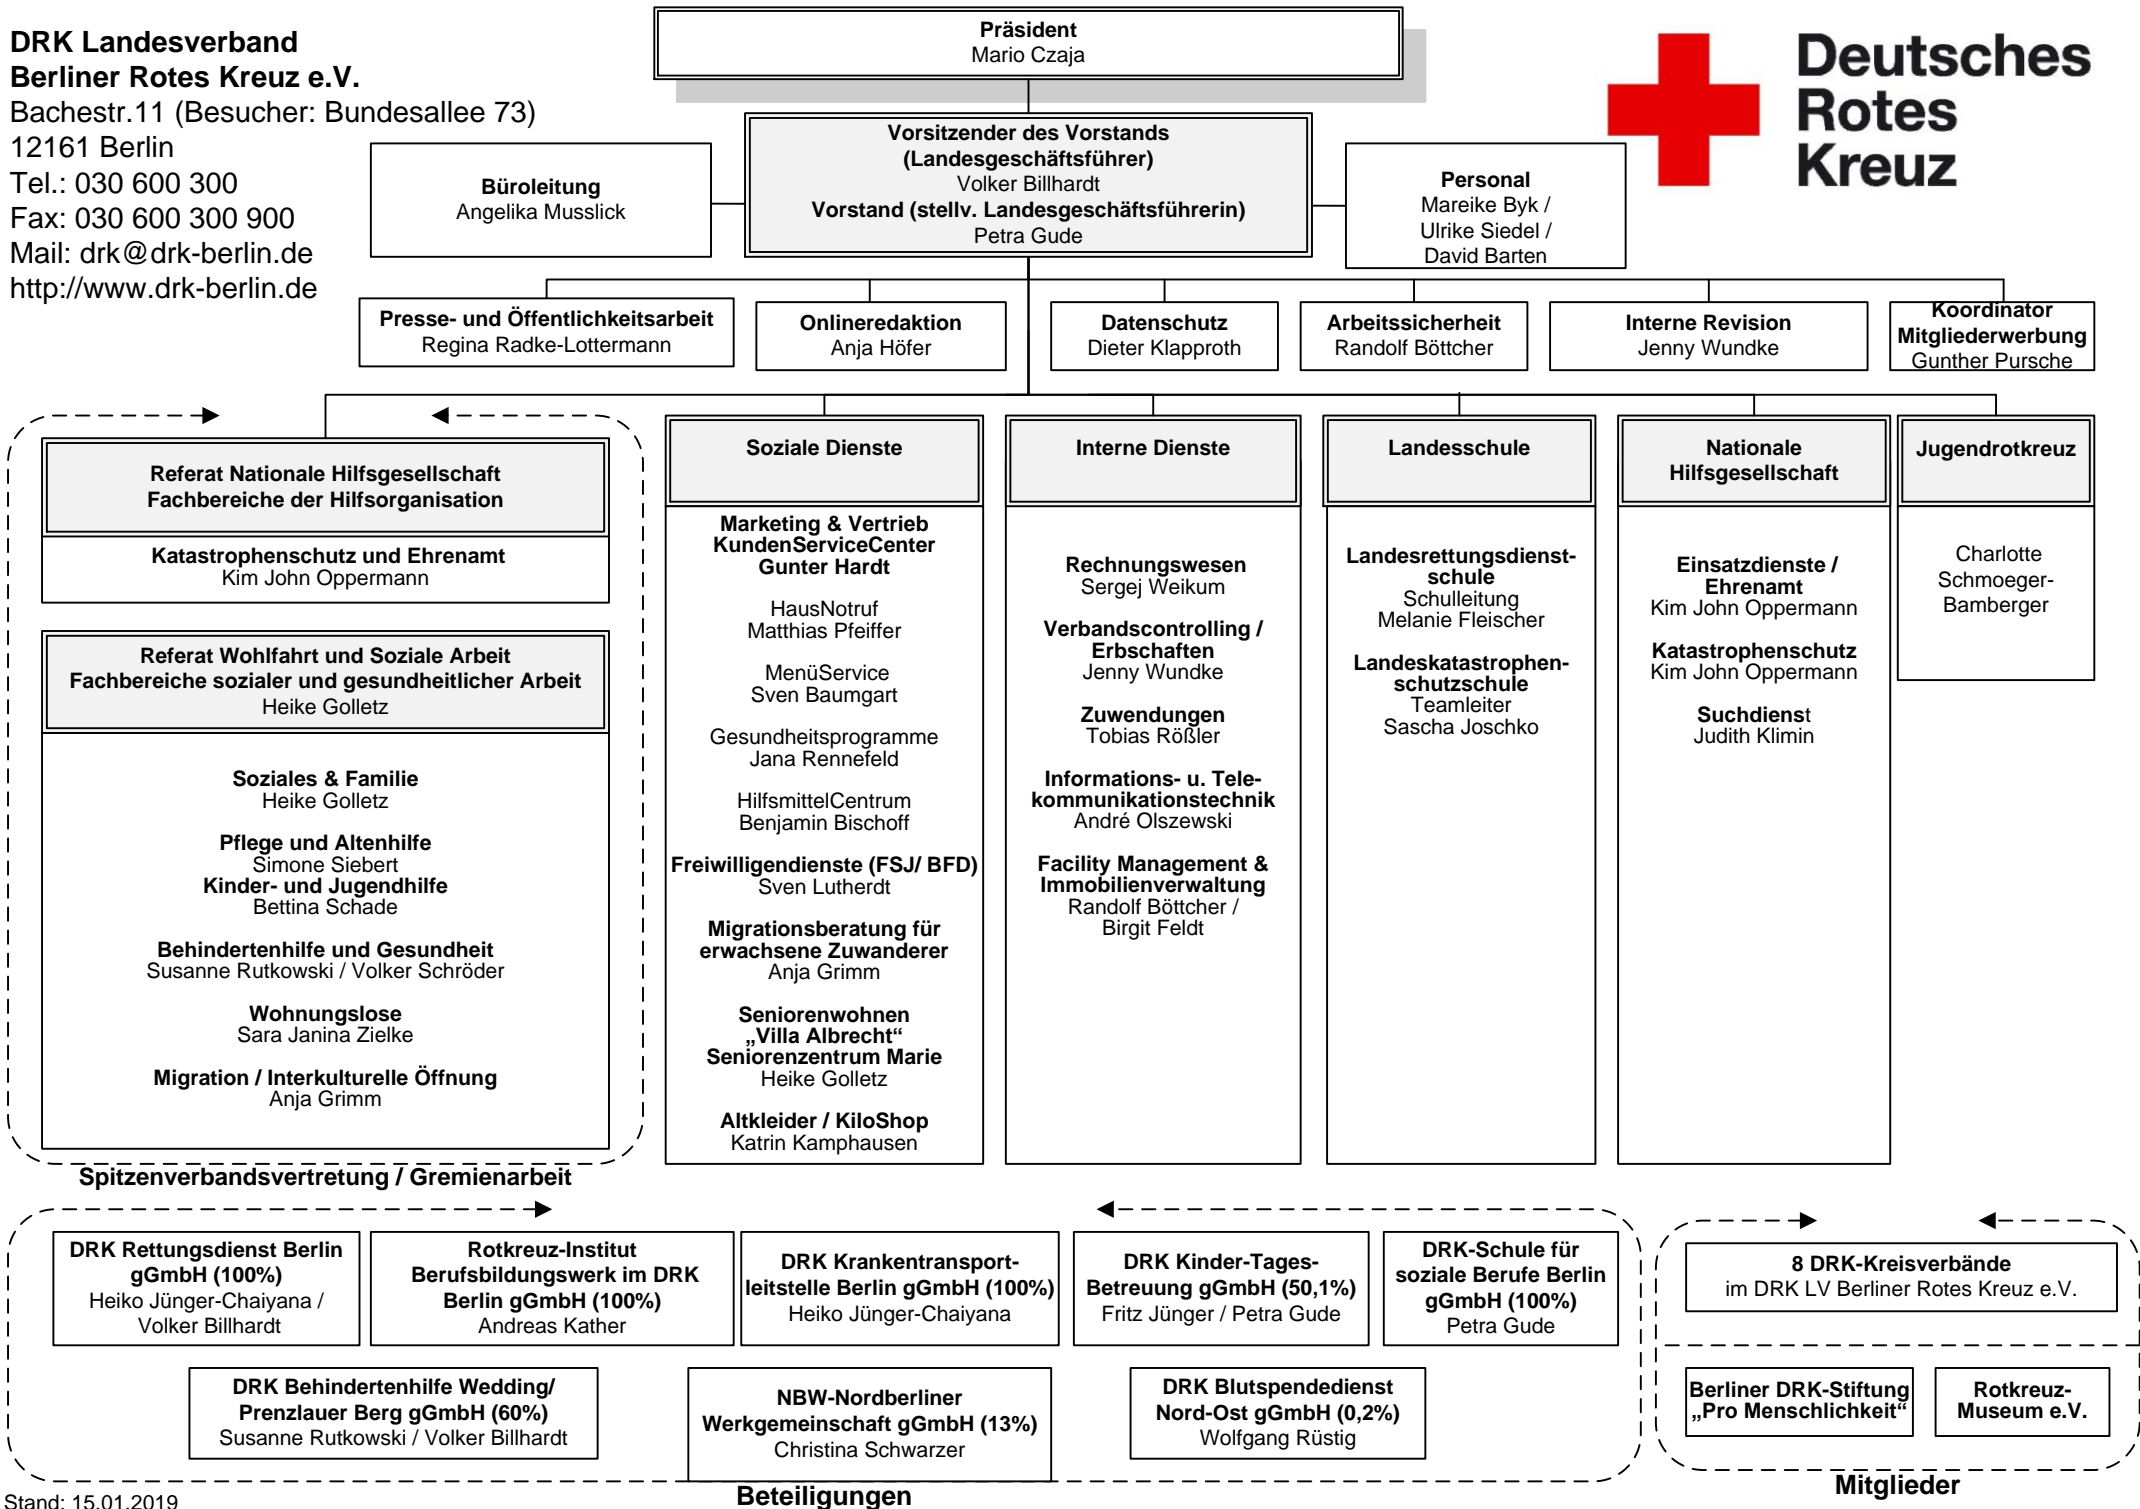 DRK Landesverband
Berliner Rotes Kreuz e.V.
Bachestr.11 (Besucher: Bundesallee 73)
12161 Berlin
Tel.: 030 600 300
Fax: 030 600 300 900
Mail: drk@drk-berlin.de
http://www.drk-berlin.de
Präsident
Mario Czaja
Deutsches
Rotes
Kreuz
Vorsitzender des Vorstands
(Landesgeschäftsführer)
Volker Billhardt
Vorstand (stellv. Landesgeschäftsführerin)
Petra Gude
Büroleitung
Angelika Musslick
Personal
Mareike Byk /
Ulrike Siedel /
David Barten
Presse- und Öffentlichkeitsarbeit
Regina Radke-Lottermann
Onlineredaktion
Anja Höfer
Datenschutz
Dieter Klapproth
Arbeitssicherheit
Randolf Böttcher
Interne Revision
Jenny Wundke
Koordinator
Mitgliederwerbung
Gunther Pursche
Referat Nationale Hilfsgesellschaft
Fachbereiche der Hilfsorganisation
Katastrophenschutz und Ehrenamt
Kim John Oppermann
Referat Wohlfahrt und Soziale Arbeit
Fachbereiche sozialer und gesundheitlicher Arbeit
Heike Golletz
Soziales & Familie
Heike Golletz
Pflege und Altenhilfe
Simone Siebert
Kinder- und Jugendhilfe
Bettina Schade
Behindertenhilfe und Gesundheit
Susanne Rutkowski / Volker Schröder
Wohnungslose
Sara Janina Zielke
Migration / Interkulturelle Öffnung
Anja Grimm
Spitzenverbandsvertretung / Gremienarbeit
Soziale Dienste
Marketing & Vertrieb
KundenServiceCenter
Gunter Hardt
HausNotruf
Matthias Pfeiffer
MenüService
Sven Baumgart
Gesundheitsprogramme
Jana Rennefeld
HilfsmittelCentrum
Benjamin Bischoff
Freiwilligendienste (FSJ/ BFD)
Sven Lutherdt
Migrationsberatung für
erwachsene Zuwanderer
Anja Grimm
Seniorenwohnen
„Villa Albrecht“
Seniorenzentrum Marie
Heike Golletz
Altkleider / KiloShop
Katrin Kamphausen
Interne Dienste
Rechnungswesen
Sergej Weikum
Verbandscontrolling /
Erbschaften
Jenny Wundke
Zuwendungen
Tobias Rößler
Informations- u. Tele-
kommunikationstechnik
André Olszewski
Facility Management &
Immobilienverwaltung
Randolf Böttcher /
Birgit Feldt
Landesschule
Landesrettungsdienst-
schule
Schulleitung
Melanie Fleischer
Landeskatastrophen-
schutzschule
Teamleiter
Sascha Joschko
Nationale
Hilfsgesellschaft
Einsatzdienste /
Ehrenamt
Kim John Oppermann
Katastrophenschutz
Kim John Oppermann
Suchdienst
Judith Klimin
Jugendrotkreuz
Charlotte
Schmoeger-
Bamberger
DRK Rettungsdienst Berlin
gGmbH (100%)
Heiko Jünger-Chaiyana /
Volker Billhardt
Rotkreuz-Institut
Berufsbildungswerk im DRK
Berlin gGmbH (100%)
Andreas Kather
DRK Krankentransport-
leitstelle Berlin gGmbH (100%)
Heiko Jünger-Chaiyana
DRK Kinder-Tages-
Betreuung gGmbH (50,1%)
Fritz Jünger / Petra Gude
DRK-Schule für
soziale Berufe Berlin
gGmbH (100%)
Petra Gude
DRK Behindertenhilfe Wedding/
Prenzlauer Berg gGmbH (60%)
Susanne Rutkowski / Volker Billhardt
NBW-Nordberliner
Werkgemeinschaft gGmbH (13%)
Christina Schwarzer
DRK Blutspendedienst
Nord-Ost gGmbH (0,2%)
Wolfgang Rüstig
Beteiligungen
8 DRK-Kreisverbände
im DRK LV Berliner Rotes Kreuz e.V.
Berliner DRK-Stiftung
„Pro Menschlichkeit“
Rotkreuz-
Museum e.V.
Mitglieder
Stand: 15.01.2019